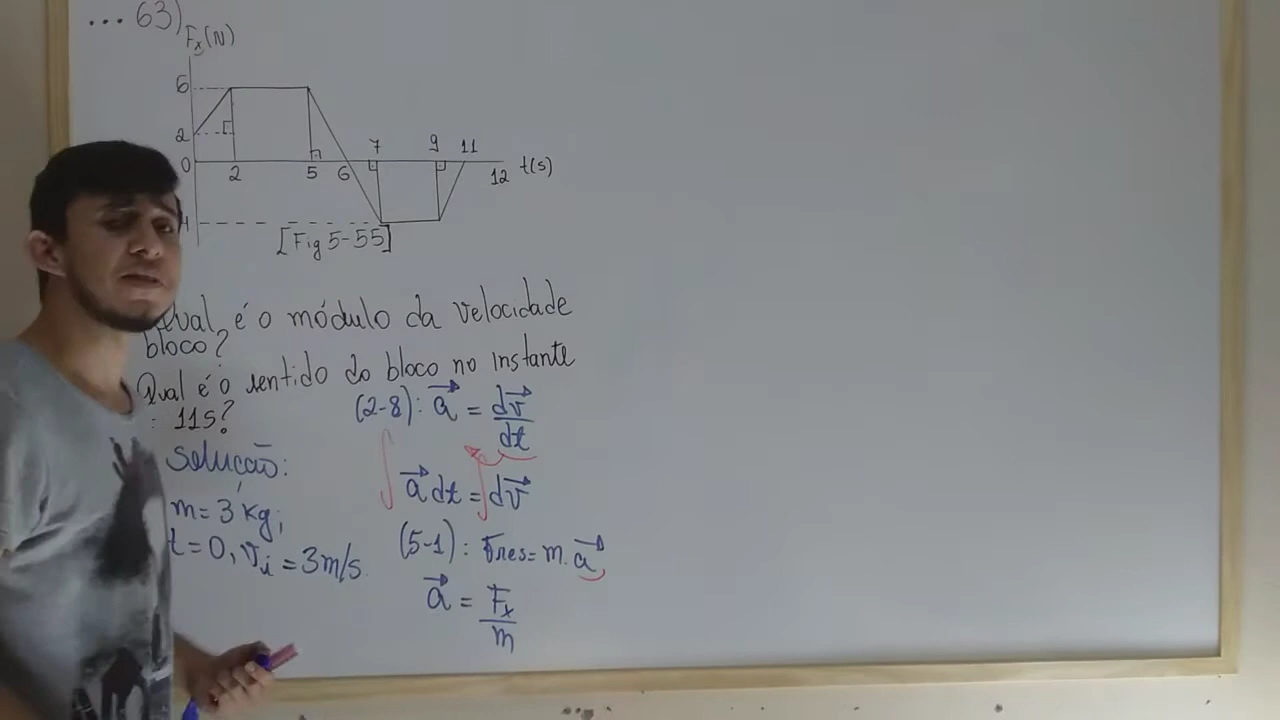 ... 63)
Fx(N)
6
2
0
2
5
6
7
9
11
12
t(s)
[Fig 5-55]
Qual é o módulo da velocidade
bloco?
Qual é o sentido do bloco no instante
: 11s?
Solução:
m = 3 kg;
t = 0, vi = 3 m/s
(2-8): a = dv/dt
∫ a dt = ∫ dv
(5-1): Fres = m. a
a = Fx/m